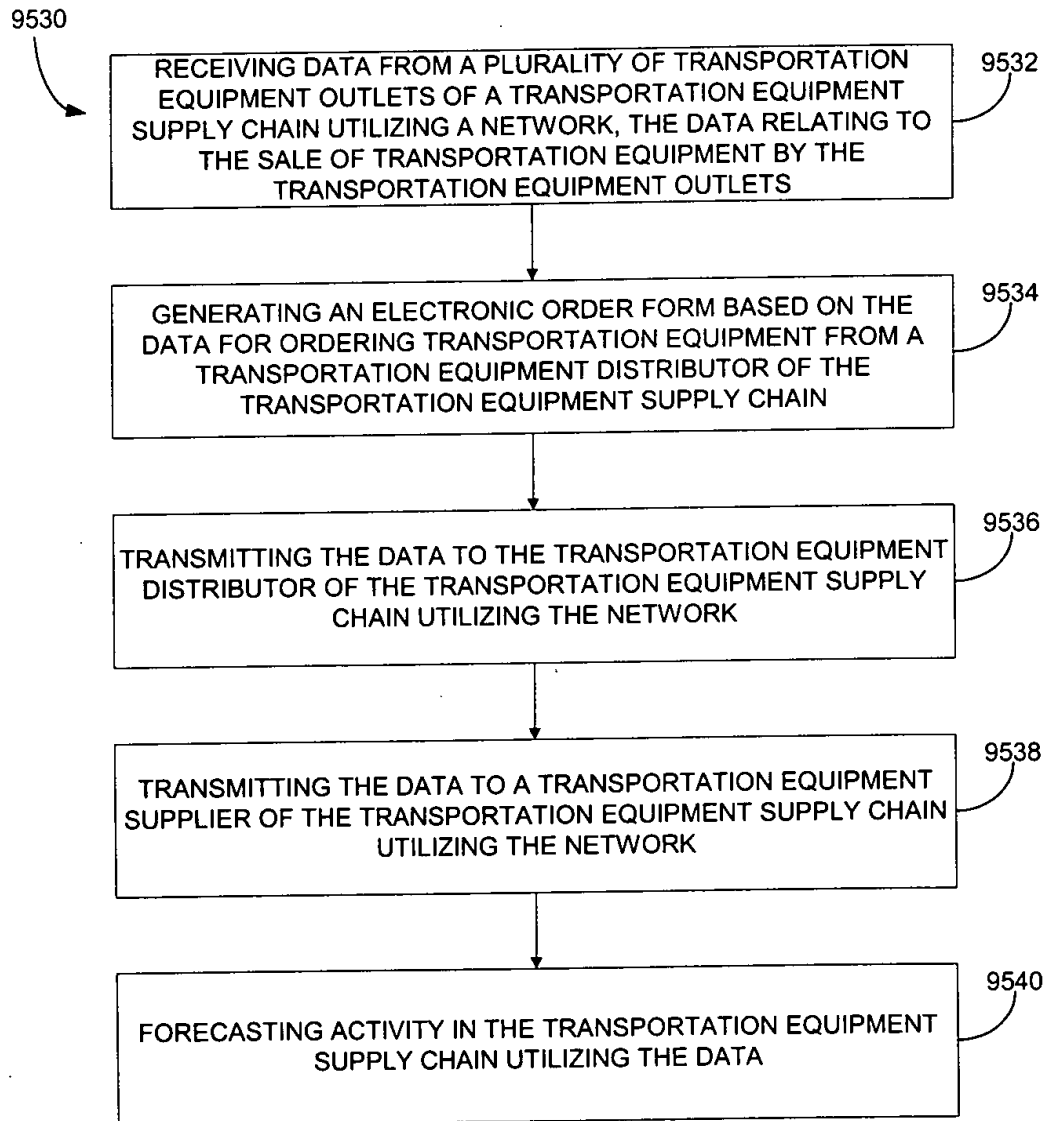 9530
RECEIVING DATA FROM A PLURALITY OF TRANSPORTATION
EQUIPMENT OUTLETS OF A TRANSPORTATION EQUIPMENT
SUPPLY CHAIN UTILIZING A NETWORK, THE DATA RELATING TO
THE SALE OF TRANSPORTATION EQUIPMENT BY THE
TRANSPORTATION EQUIPMENT OUTLETS
9532
GENERATING AN ELECTRONIC ORDER FORM BASED ON THE
DATA FOR ORDERING TRANSPORTATION EQUIPMENT FROM A
TRANSPORTATION EQUIPMENT DISTRIBUTOR OF THE
TRANSPORTATION EQUIPMENT SUPPLY CHAIN
9534
TRANSMITTING THE DATA TO THE TRANSPORTATION EQUIPMENT
DISTRIBUTOR OF THE TRANSPORTATION EQUIPMENT SUPPLY
CHAIN UTILIZING THE NETWORK
9536
TRANSMITTING THE DATA TO A TRANSPORTATION EQUIPMENT
SUPPLIER OF THE TRANSPORTATION EQUIPMENT SUPPLY CHAIN
UTILIZING THE NETWORK
9538
FORECASTING ACTIVITY IN THE TRANSPORTATION EQUIPMENT
SUPPLY CHAIN UTILIZING THE DATA
9540